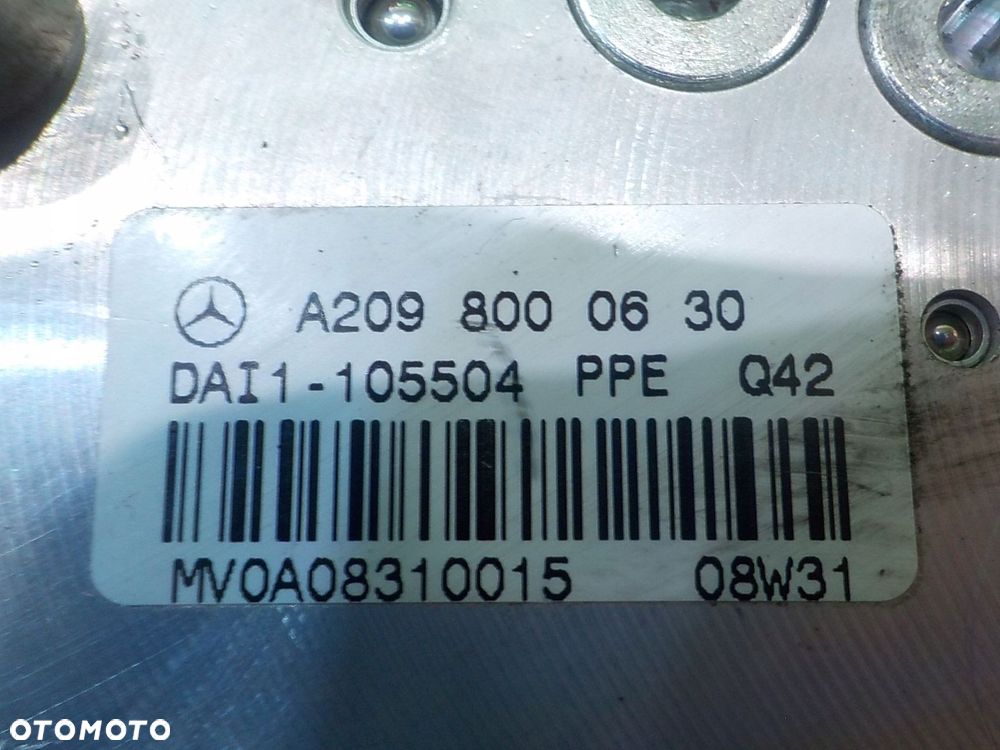 A209 800 06 30
DAI1-105504 PPE Q42
MV0A08310015 08W31
OTOMOTO